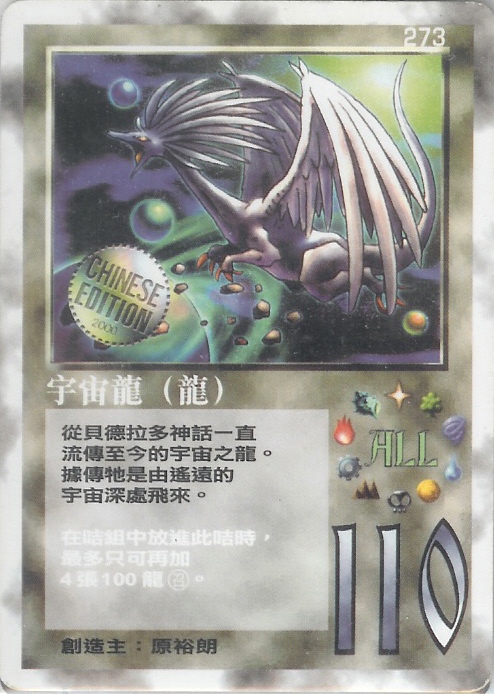 273
CHINESE
EDITION
2000
宇宙龍（龍）
從貝德拉多神話一直
流傳至今的宇宙之龍。
據傳牠是由遙遠的
宇宙深處飛來。
ALL
在咭組中放進此咭時，
最多只可再加
4張100龍㊁。
110
創造主：原裕朗